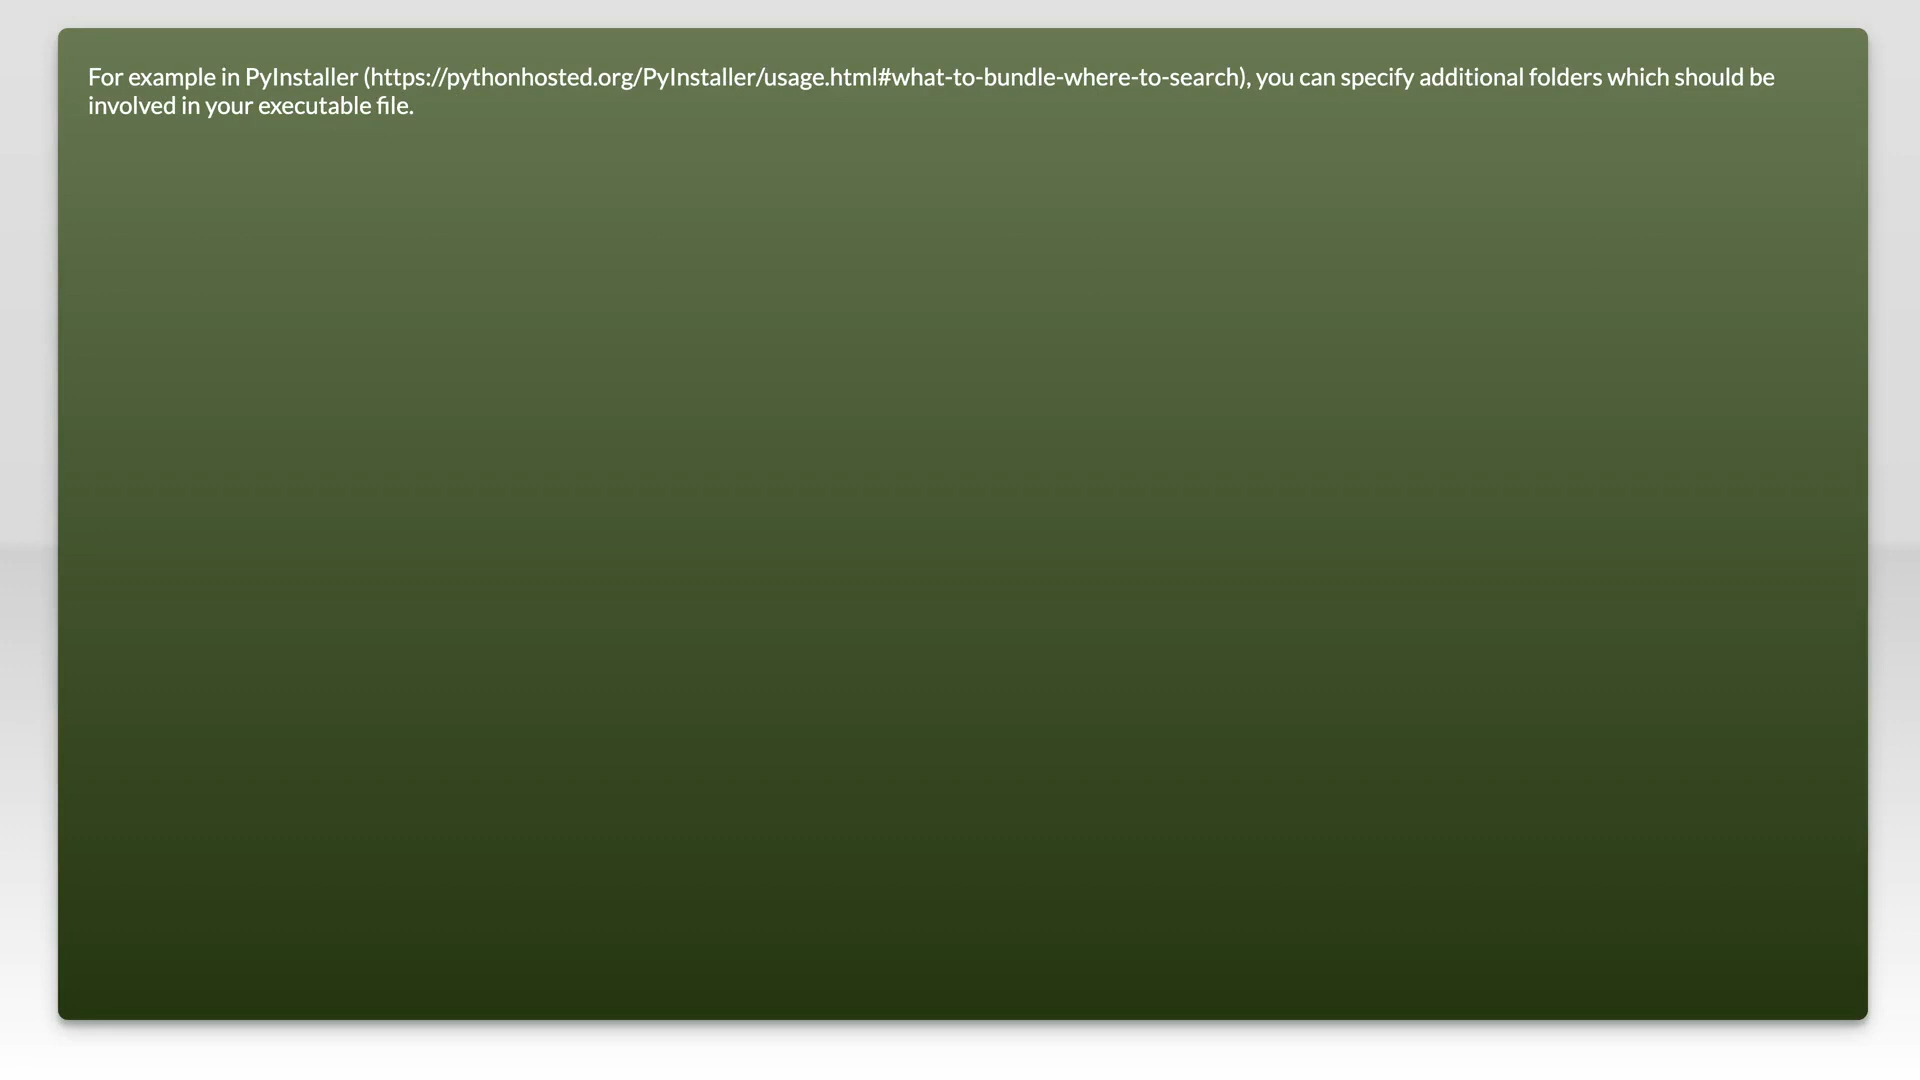 For example in PyInstaller (https://pythonhosted.org/PyInstaller/usage.html#what-to-bundle-where-to-search), you can specify additional folders which should be
involved in your executable file.